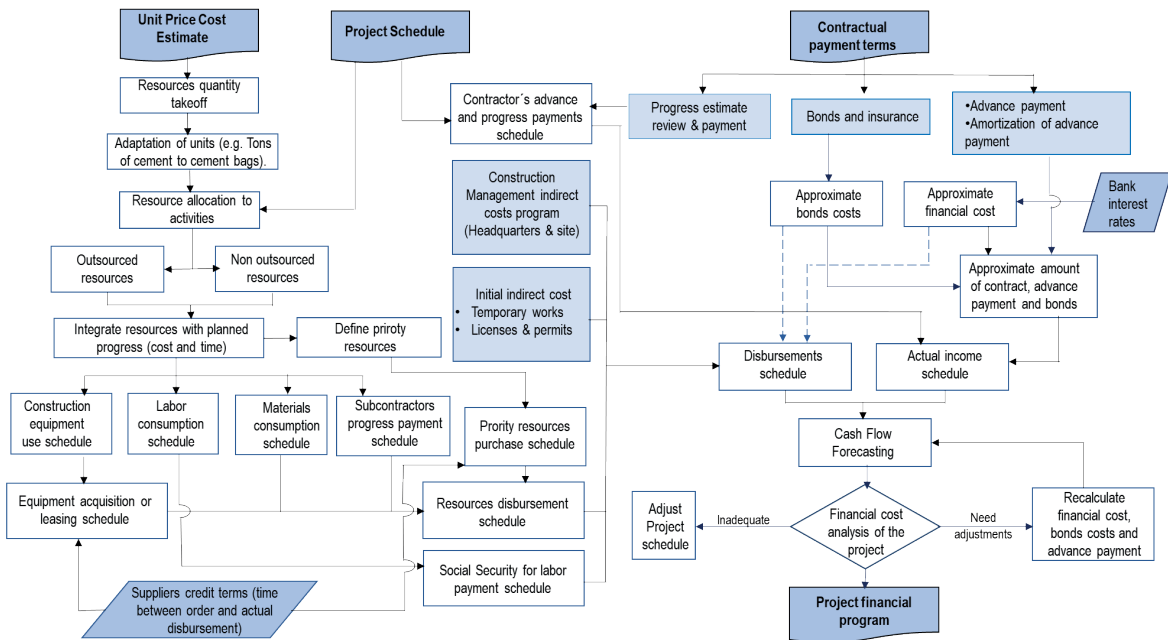 Unit Price Cost
Estimate
Project Schedule
Contractual
payment terms
Resources quantity
takeoff
Contractor´s advance
and progress payments
schedule
Progress estimate
review & payment
Bonds and insurance
•Advance payment
•Amortization of advance
payment
Adaptation of units (e.g. Tons
of cement to cement bags).
Construction
Management indirect
costs program
(Headquarters & site)
Resource allocation to
activities
Approximate
bonds costs
Approximate
financial cost
Bank
interest
rates
Outsourced
resources
Non outsourced
resources
Approximate amount
of contract, advance
payment and bonds
Initial indirect cost
• Temporary works
• Licenses & permits
Integrate resources with planned
progress (cost and time)
Define priroty
resources
Disbursements
schedule
Actual income
schedule
Construction
equipment
use schedule
Labor
consumption
schedule
Materials
consumption
schedule
Subcontractors
progress payment
schedule
Prority resources
purchase schedule
Cash Flow
Forecasting
Equipment acquisition or
leasing schedule
Resources disbursement
schedule
Adjust
Project
schedule
Inadequate
Financial cost
analysis of the
project
Need
adjustments
Recalculate
financial cost,
bonds costs and
advance payment
Social Security for labor
payment schedule
Suppliers credit terms (time
between order and actual
disbursement)
Project financial
program